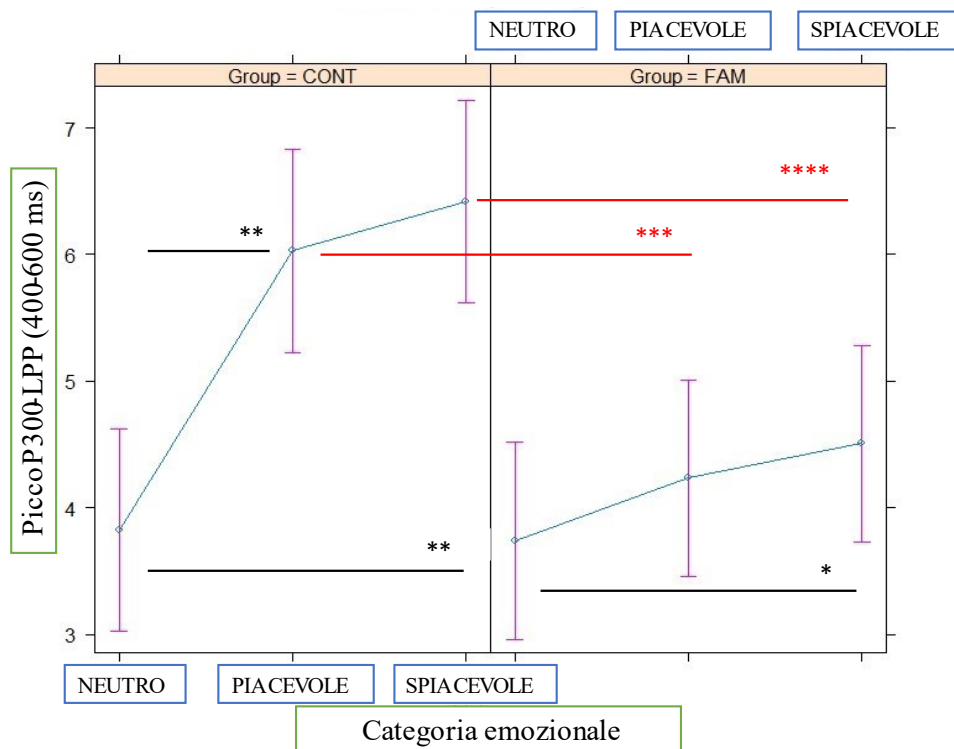 NEUTRO PIACEVOLE SPIACEVOLE
Group = CONT Group = FAM
7
****
** ***
6
5
4
** *
3
PiccoP300-LPP (400-600 ms)
NEUTRO PIACEVOLE SPIACEVOLE
Categoria emozionale